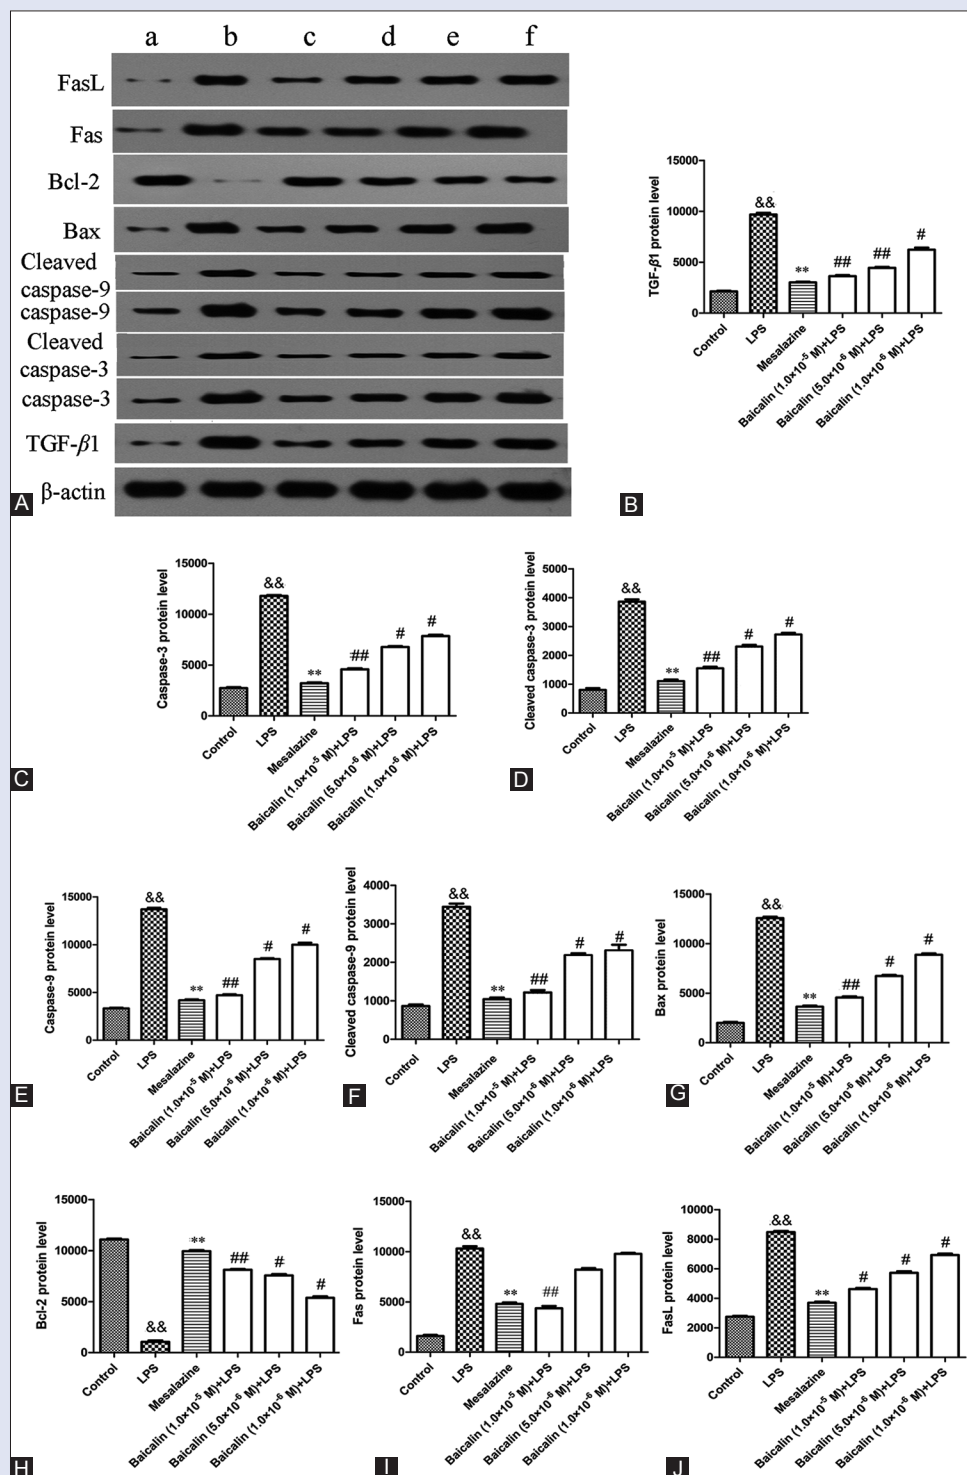 a b c d e f
FasL
Fas
Bcl-2
Bax
Cleaved
caspase-9
caspase-9
Cleaved
caspase-3
caspase-3
TGF-β1
β-actin
A
TGF-β1 protein level
15000
10000
5000
0
&&
**
##
##
#
Control
LPS
Mesalazine
Baicalin (1.0×10⁻⁵ M)+LPS
Baicalin (5.0×10⁻⁶ M)+LPS
Baicalin (1.0×10⁻⁶ M)+LPS
B
Caspase-3 protein level
15000
10000
5000
0
&&
**
##
#
#
Control
LPS
Mesalazine
Baicalin (1.0×10⁻⁵ M)+LPS
Baicalin (5.0×10⁻⁶ M)+LPS
Baicalin (1.0×10⁻⁶ M)+LPS
C
Cleaved caspase-3 protein level
5000
4000
3000
2000
1000
0
&&
**
##
#
#
Control
LPS
Mesalazine
Baicalin (1.0×10⁻⁵ M)+LPS
Baicalin (5.0×10⁻⁶ M)+LPS
Baicalin (1.0×10⁻⁶ M)+LPS
D
Caspase-9 protein level
15000
10000
5000
0
&&
**
##
#
#
Control
LPS
Mesalazine
Baicalin (1.0×10⁻⁵ M)+LPS
Baicalin (5.0×10⁻⁶ M)+LPS
Baicalin (1.0×10⁻⁶ M)+LPS
E
Cleaved caspase-9 protein level
4000
3000
2000
1000
0
&&
**
##
#
#
Control
LPS
Mesalazine
Baicalin (1.0×10⁻⁵ M)+LPS
Baicalin (5.0×10⁻⁶ M)+LPS
Baicalin (1.0×10⁻⁶ M)+LPS
F
Bax protein level
15000
10000
5000
0
&&
**
##
#
#
Control
LPS
Mesalazine
Baicalin (1.0×10⁻⁵ M)+LPS
Baicalin (5.0×10⁻⁶ M)+LPS
Baicalin (1.0×10⁻⁶ M)+LPS
G
Bcl-2 protein level
15000
10000
5000
0
&&
**
##
#
#
Control
LPS
Mesalazine
Baicalin (1.0×10⁻⁵ M)+LPS
Baicalin (5.0×10⁻⁶ M)+LPS
Baicalin (1.0×10⁻⁶ M)+LPS
H
Fas protein level
15000
10000
5000
0
&&
**
##
Control
LPS
Mesalazine
Baicalin (1.0×10⁻⁵ M)+LPS
Baicalin (5.0×10⁻⁶ M)+LPS
Baicalin (1.0×10⁻⁶ M)+LPS
I
FasL protein level
10000
8000
6000
4000
2000
0
&&
**
#
#
#
Control
LPS
Mesalazine
Baicalin (1.0×10⁻⁵ M)+LPS
Baicalin (5.0×10⁻⁶ M)+LPS
Baicalin (1.0×10⁻⁶ M)+LPS
J